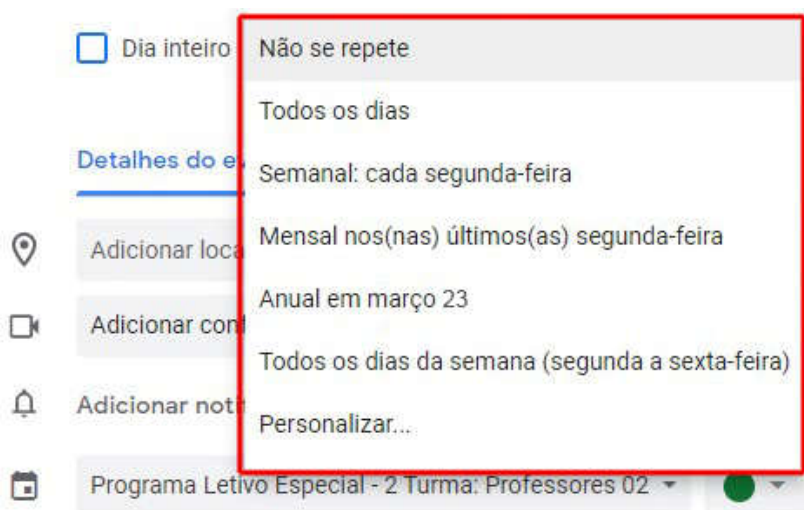 Dia inteiro
Não se repete
Todos os dias
Detalhes do e
Semanal: cada segunda-feira
Adicionar loca
Mensal nos(nas) últimos(as) segunda-feira
Anual em março 23
Adicionar con
Todos os dias da semana (segunda a sexta-feira)
Adicionar noti
Personalizar...
Programa Letivo Especial - 2 Turma: Professores 02